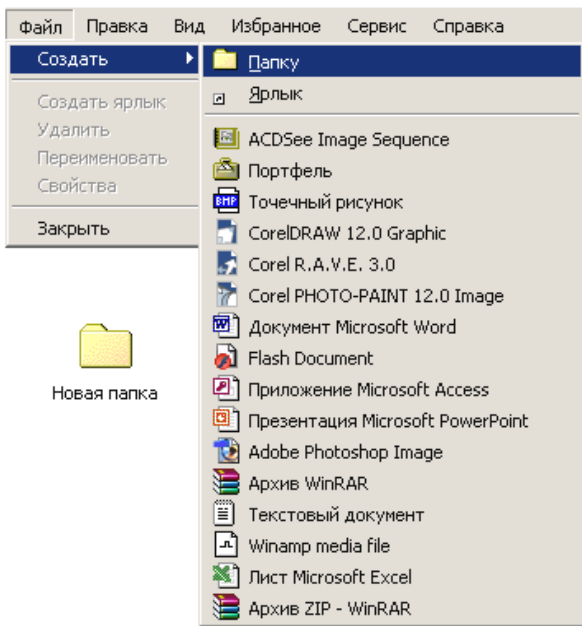 Файл Правка Вид Избранное Сервис Справка
Создать
Создать ярлык
Удалить
Переименовать
Свойства
Закрыть
Папку
Ярлык
ACDSee Image Sequence
Портфель
BMP Точечный рисунок
CorelDRAW 12.0 Graphic
Corel R.A.V.E. 3.0
Corel PHOTO-PAINT 12.0 Image
Документ Microsoft Word
Flash Document
Приложение Microsoft Access
Презентация Microsoft PowerPoint
Adobe Photoshop Image
Архив WinRAR
Текстовый документ
Winamp media file
Лист Microsoft Excel
Архив ZIP - WinRAR
Новая папка